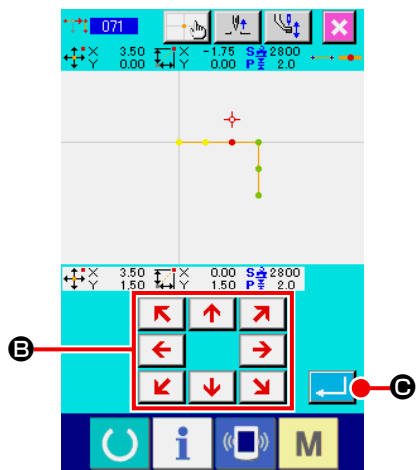 071
X 3.50 X -1.75 S 2800
Y 0.00 Y 0.00 P 2.0
X 3.50 X 0.00 S 2800
Y 1.50 Y 1.50 P 2.0
B
C
i M